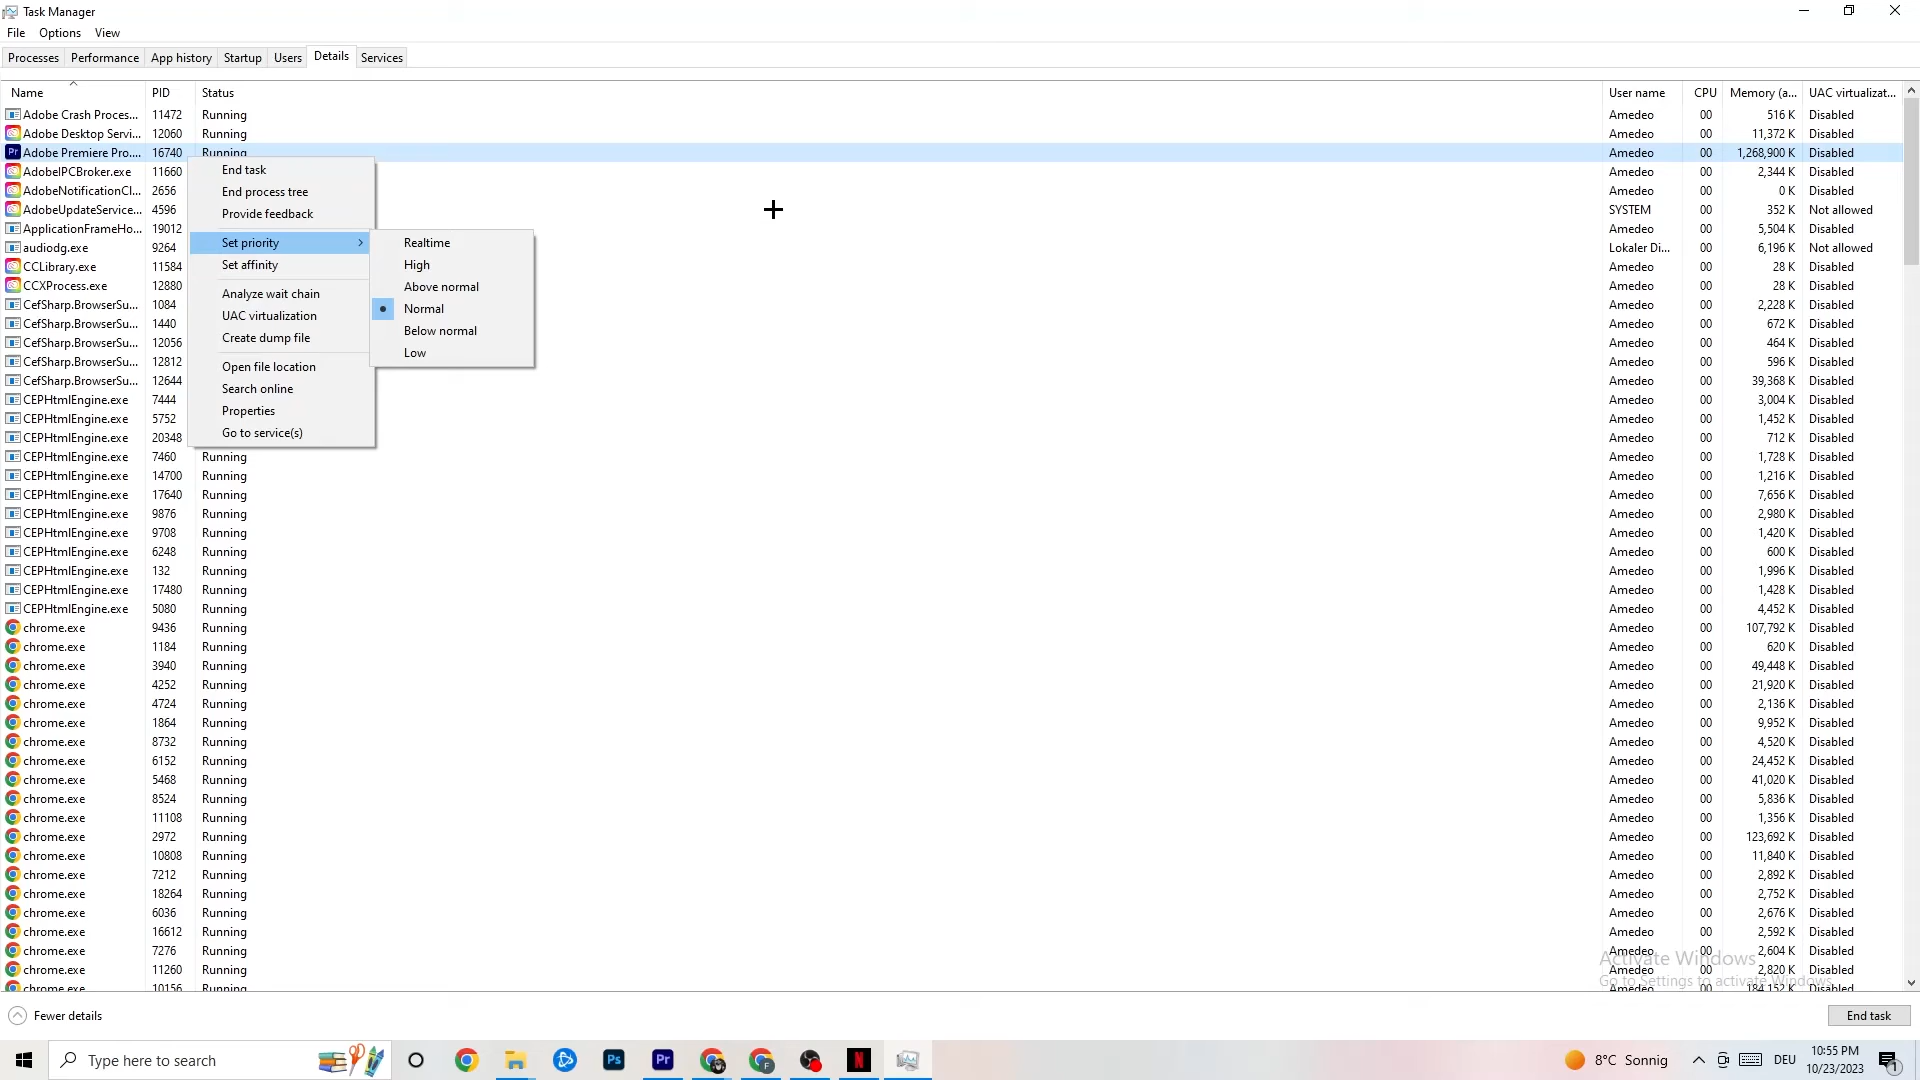 Task Manager
File Options View
Processes Performance App history Startup Users Details Services
Name PID Status User name CPU Memory (a... UAC virtualizat...
Adobe Crash Proces... 11472 Running Amedeo 00 516 K Disabled
Adobe Desktop Servi... 12060 Running Amedeo 00 11,372 K Disabled
Adobe Premiere Pro.... 16740 Running Amedeo 00 1,268,900 K Disabled
AdobeIPCBroker.exe 11660 Amedeo 00 2,344 K Disabled
AdobeNotificationCl... 2656 Amedeo 00 0 K Disabled
AdobeUpdateService... 4596 SYSTEM 00 352 K Not allowed
ApplicationFrameHo... 19012 Amedeo 00 5,504 K Disabled
audiodg.exe 9264 Lokaler Di... 00 6,196 K Not allowed
CCLibrary.exe 11584 Amedeo 00 28 K Disabled
CCXProcess.exe 12880 Amedeo 00 28 K Disabled
CefSharp.BrowserSu... 1084 Amedeo 00 2,228 K Disabled
CefSharp.BrowserSu... 1440 Amedeo 00 672 K Disabled
CefSharp.BrowserSu... 12056 Amedeo 00 464 K Disabled
CefSharp.BrowserSu... 12812 Amedeo 00 596 K Disabled
CefSharp.BrowserSu... 12644 Amedeo 00 39,368 K Disabled
CEPHtmlEngine.exe 7444 Amedeo 00 3,004 K Disabled
CEPHtmlEngine.exe 5752 Amedeo 00 1,452 K Disabled
CEPHtmlEngine.exe 20348 Amedeo 00 712 K Disabled
End task
End process tree
Provide feedback
Set priority
Set affinity
Analyze wait chain
UAC virtualization
Create dump file
Open file location
Search online
Properties
Go to service(s)
Realtime
High
Above normal
Normal
Below normal
Low
CEPHtmlEngine.exe 7460 Running Amedeo 00 1,728 K Disabled
CEPHtmlEngine.exe 14700 Running Amedeo 00 1,216 K Disabled
CEPHtmlEngine.exe 17640 Running Amedeo 00 7,656 K Disabled
CEPHtmlEngine.exe 9876 Running Amedeo 00 2,980 K Disabled
CEPHtmlEngine.exe 9708 Running Amedeo 00 1,420 K Disabled
CEPHtmlEngine.exe 6248 Running Amedeo 00 600 K Disabled
CEPHtmlEngine.exe 132 Running Amedeo 00 1,996 K Disabled
CEPHtmlEngine.exe 17480 Running Amedeo 00 1,428 K Disabled
CEPHtmlEngine.exe 5080 Running Amedeo 00 4,452 K Disabled
chrome.exe 9436 Running Amedeo 00 107,792 K Disabled
chrome.exe 1184 Running Amedeo 00 620 K Disabled
chrome.exe 3940 Running Amedeo 00 49,448 K Disabled
chrome.exe 4252 Running Amedeo 00 21,920 K Disabled
chrome.exe 4724 Running Amedeo 00 2,136 K Disabled
chrome.exe 1864 Running Amedeo 00 9,952 K Disabled
chrome.exe 8732 Running Amedeo 00 4,520 K Disabled
chrome.exe 6152 Running Amedeo 00 24,452 K Disabled
chrome.exe 5468 Running Amedeo 00 41,020 K Disabled
chrome.exe 8524 Running Amedeo 00 5,836 K Disabled
chrome.exe 11108 Running Amedeo 00 1,356 K Disabled
chrome.exe 2972 Running Amedeo 00 123,692 K Disabled
chrome.exe 10808 Running Amedeo 00 11,840 K Disabled
chrome.exe 7212 Running Amedeo 00 2,892 K Disabled
chrome.exe 18264 Running Amedeo 00 2,752 K Disabled
chrome.exe 6036 Running Amedeo 00 2,676 K Disabled
chrome.exe 16612 Running Amedeo 00 2,592 K Disabled
chrome.exe 7276 Running Amedeo 00 2,604 K Disabled
chrome.exe 11260 Running Amedeo 00 2,820 K Disabled
chrome.exe 10156 Running Amedeo 00 184,152 K Disabled
Activate Windows
Go to Settings to activate Windows.
Fewer details End task
Type here to search Ps Pr F N 8°C Sonnig DEU 10:55 PM
10/23/2023 1